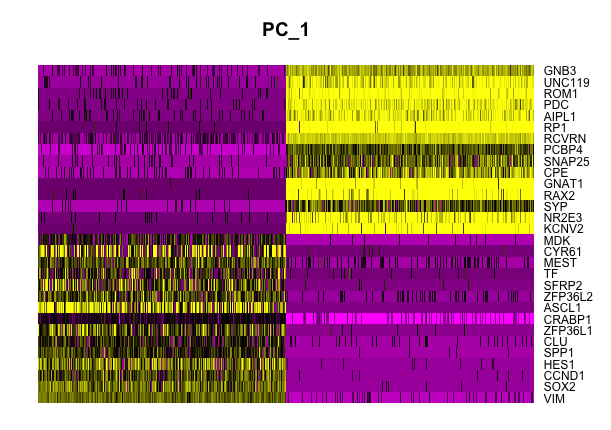 PC_1
GNB3
UNC119
ROM1
PDC
AIPL1
RP1
RCVRN
PCBP4
SNAP25
CPE
GNAT1
RAX2
SYP
NR2E3
KCNV2
MDK
CYR61
MEST
TF
SFRP2
ZFP36L2
ASCL1
CRABP1
ZFP36L1
CLU
SPP1
HES1
CCND1
SOX2
VIM